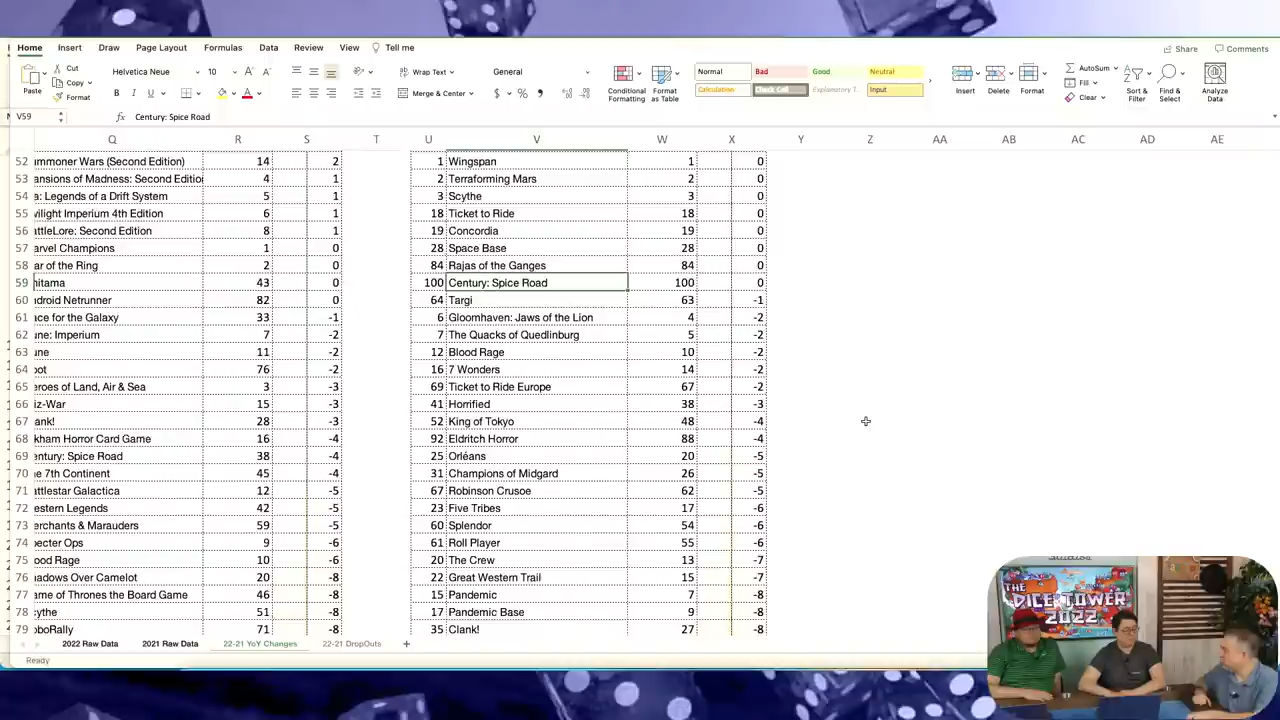 Home Insert Draw Page Layout Formulas Data Review View Tell me Share Comments
Cut Helvetica Neue 10 A A Wrap Text General Normal Bad Good Neutral AutoSum
Copy Fill
Paste Format B I U A Merge & Center $ % Calculation Check Cell Explanatory T... Input Conditional Formatting Format as Table Insert Delete Format Clear Sort & Filter Find & Select Analyze Data
V59 fx Century: Spice Road
Q R S T U V W X Y Z AA AB AC AD AE
52 ummoner Wars (Second Edition) 14 2 1 Wingspan 1 0
53 ansions of Madness: Second Editio 4 1 2 Terraforming Mars 2 0
54 a: Legends of a Drift System 5 1 3 Scythe 3 0
55 vilight Imperium 4th Edition 6 1 18 Ticket to Ride 18 0
56 attleLore: Second Edition 8 1 19 Concordia 19 0
57 arvel Champions 1 0 28 Space Base 28 0
58 ar of the Ring 2 0 84 Rajas of the Ganges 84 0
59 nitama 43 0 100 Century: Spice Road 100 0
60 ndroid Netrunner 82 0 64 Targi 63 -1
61 ace for the Galaxy 33 -1 6 Gloomhaven: Jaws of the Lion 4 -2
62 une: Imperium 7 -2 7 The Quacks of Quedlinburg 5 -2
63 une 11 -2 12 Blood Rage 10 -2
64 oot 76 -2 16 7 Wonders 14 -2
65 eroes of Land, Air & Sea 3 -3 69 Ticket to Ride Europe 67 -2
66 iz-War 15 -3 41 Horrified 38 -3
67 ank! 28 -3 52 King of Tokyo 48 -4
68 kham Horror Card Game 16 -4 92 Eldritch Horror 88 -4
69 entury: Spice Road 38 -4 25 Orléans 20 -5
70 ne 7th Continent 45 -4 31 Champions of Midgard 26 -5
71 attlestar Galactica 12 -5 67 Robinson Crusoe 62 -5
72 estern Legends 42 -5 23 Five Tribes 17 -6
73 erchants & Marauders 59 -5 60 Splendor 54 -6
74 pecter Ops 9 -6 61 Roll Player 55 -6
75 ood Rage 10 -6 20 The Crew 13 -7
76 hadows Over Camelot 20 -8 22 Great Western Trail 15 -7
77 ame of Thrones the Board Game 46 -8 15 Pandemic 7 -8
78 ythe 51 -8 17 Pandemic Base 9 -8
79 oboRally 71 -8 35 Clank! 27 -8
2022 Raw Data 2021 Raw Data 22-21 YoY Changes 22-21 DropOuts +
Ready
THE
DICE TOWER
2022